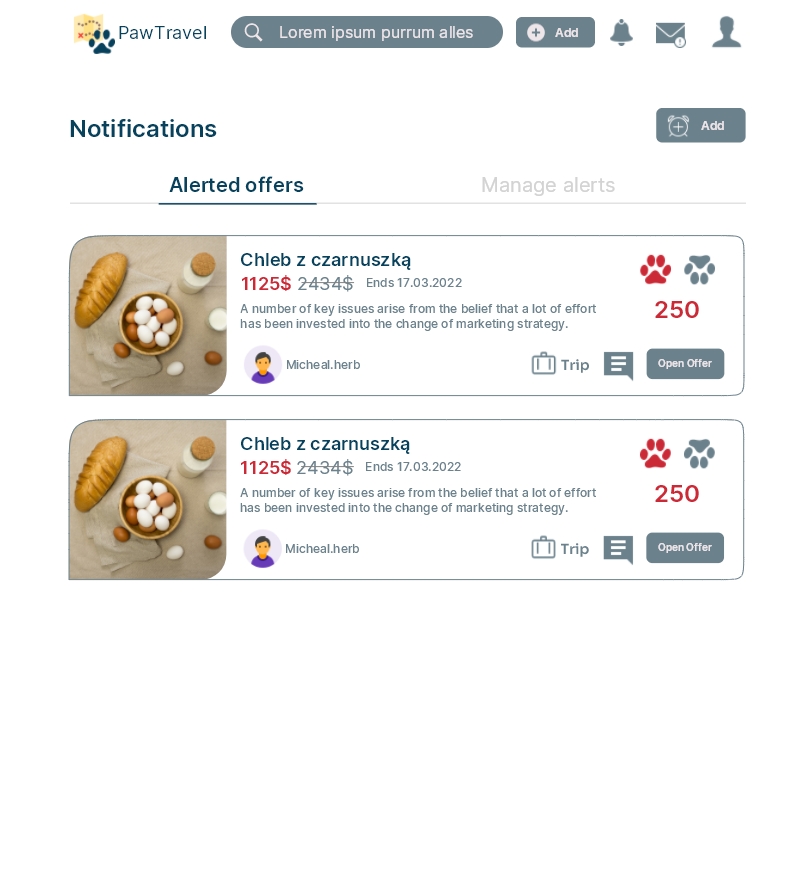 PawTravel
Lorem ipsum purrum alles
Add
Notifications
Add
Alerted offers
Manage alerts
Chleb z czarnuszką
1125$ 2434$ Ends 17.03.2022
A number of key issues arise from the belief that a lot of effort
has been invested into the change of marketing strategy.
250
Micheal.herb
Trip
Open Offer
Chleb z czarnuszką
1125$ 2434$ Ends 17.03.2022
A number of key issues arise from the belief that a lot of effort
has been invested into the change of marketing strategy.
250
Micheal.herb
Trip
Open Offer